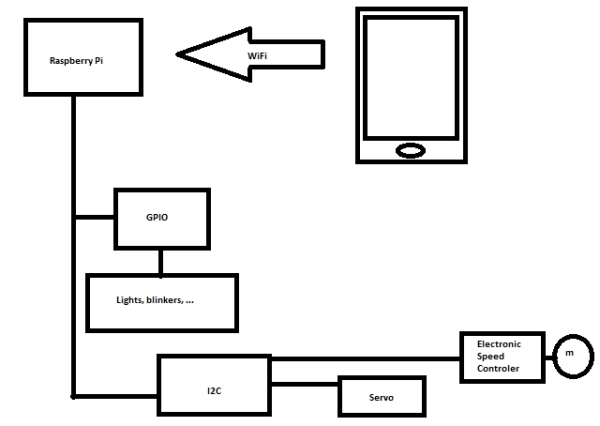 Raspberry Pi
WiFi
GPIO
Lights, blinkers, ...
Electronic
Speed
Controler
m
I2C
Servo